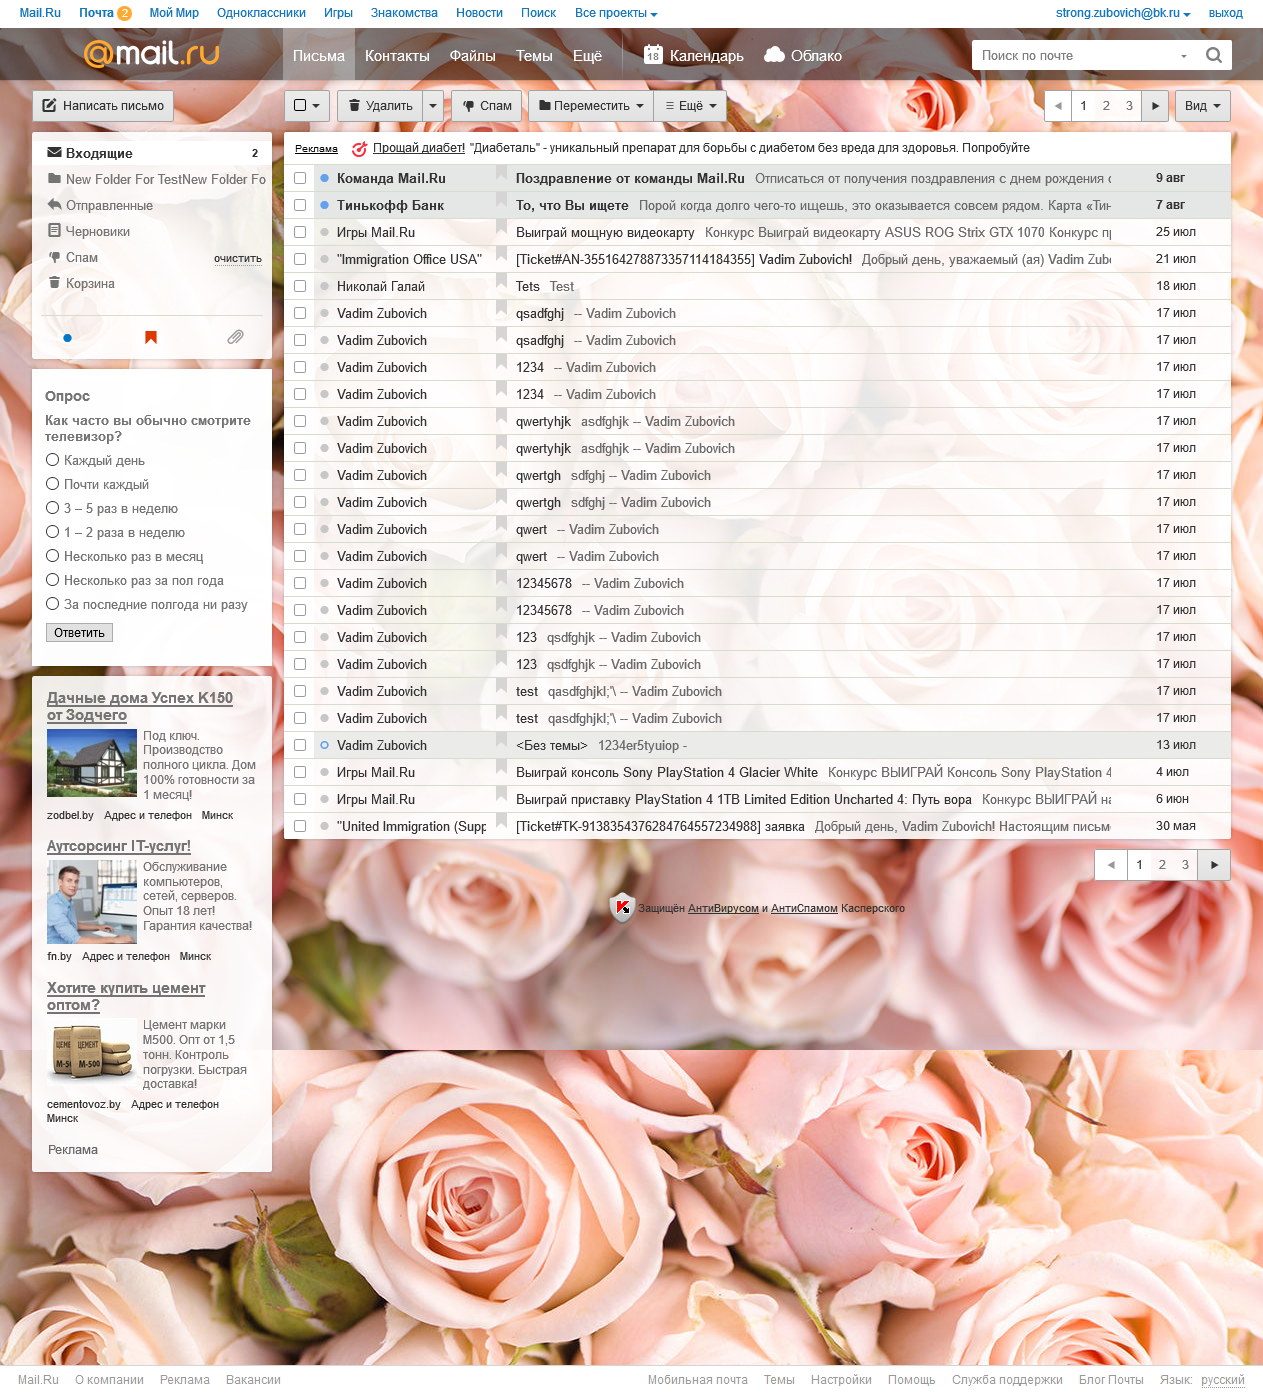 Mail.Ru Почта 2 Мой Мир Одноклассники Игры Знакомства Новости Поиск Все проекты strong.zubovich@bk.ru выход
@mail.ru Письма Контакты Файлы Темы Ещё 18 Календарь Облако Поиск по почте
Написать письмо Удалить Спам Переместить Ещё 1 2 3 Вид
Входящие 2
New Folder For TestNew Folder Fo
Отправленные
Черновики
Спам очистить
Корзина
Опрос
Как часто вы обычно смотрите
телевизор?
Каждый день
Почти каждый
3 – 5 раз в неделю
1 – 2 раза в неделю
Несколько раз в месяц
Несколько раз за пол года
За последние полгода ни разу
Ответить
Дачные дома Успех К150
от Зодчего
Под ключ.
Производство
полного цикла. Дом
100% готовности за
1 месяц!
zodbel.by Адрес и телефон Минск
Аутсорсинг IT-услуг!
Обслуживание
компьютеров,
сетей, серверов.
Опыт 18 лет!
Гарантия качества!
fn.by Адрес и телефон Минск
Хотите купить цемент
оптом?
Цемент марки
М500. Опт от 1,5
тонн. Контроль
погрузки. Быстрая
доставка!
cementovoz.by Адрес и телефон
Минск
Реклама
Реклама Прощай диабет! "Диабеталь" - уникальный препарат для борьбы с диабетом без вреда для здоровья. Попробуйте
Команда Mail.Ru Поздравление от команды Mail.Ru Отписаться от получения поздравления с днем рождения 9 авг
Тинькофф Банк То, что Вы ищете Порой когда долго чего-то ищешь, это оказывается совсем рядом. Карта «Тин 7 авг
Игры Mail.Ru Выиграй мощную видеокарту Конкурс Выиграй видеокарту ASUS ROG Strix GTX 1070 Конкурс пр 25 июл
"Immigration Office USA" [Ticket#AN-355164278873357114184355] Vadim Zubovich! Добрый день, уважаемый (ая) Vadim Zubo 21 июл
Николай Галай Tets Test 18 июл
Vadim Zubovich qsadfghj -- Vadim Zubovich 17 июл
Vadim Zubovich qsadfghj -- Vadim Zubovich 17 июл
Vadim Zubovich 1234 -- Vadim Zubovich 17 июл
Vadim Zubovich 1234 -- Vadim Zubovich 17 июл
Vadim Zubovich qwertyhjk asdfghjk -- Vadim Zubovich 17 июл
Vadim Zubovich qwertyhjk asdfghjk -- Vadim Zubovich 17 июл
Vadim Zubovich qwertgh sdfghj -- Vadim Zubovich 17 июл
Vadim Zubovich qwertgh sdfghj -- Vadim Zubovich 17 июл
Vadim Zubovich qwert -- Vadim Zubovich 17 июл
Vadim Zubovich qwert -- Vadim Zubovich 17 июл
Vadim Zubovich 12345678 -- Vadim Zubovich 17 июл
Vadim Zubovich 12345678 -- Vadim Zubovich 17 июл
Vadim Zubovich 123 qsdfghjk -- Vadim Zubovich 17 июл
Vadim Zubovich 123 qsdfghjk -- Vadim Zubovich 17 июл
Vadim Zubovich test qasdfghjkl;'\ -- Vadim Zubovich 17 июл
Vadim Zubovich test qasdfghjkl;'\ -- Vadim Zubovich 17 июл
Vadim Zubovich <Без темы> 1234er5tyuiop - 13 июл
Игры Mail.Ru Выиграй консоль Sony PlayStation 4 Glacier White Конкурс ВЫИГРАЙ Консоль Sony PlayStation 4 4 июл
Игры Mail.Ru Выиграй приставку PlayStation 4 1TB Limited Edition Uncharted 4: Путь вора Конкурс ВЫИГРАЙ на 6 июн
"United Immigration (Supp [Ticket#TK-9138354376284764557234988] заявка Добрый день, Vadim Zubovich! Настоящим письм 30 мая
1 2 3
Защищён АнтиВирусом и АнтиСпамом Касперского
Mail.Ru О компании Реклама Вакансии Мобильная почта Темы Настройки Помощь Служба поддержки Блог Почты Язык: русский